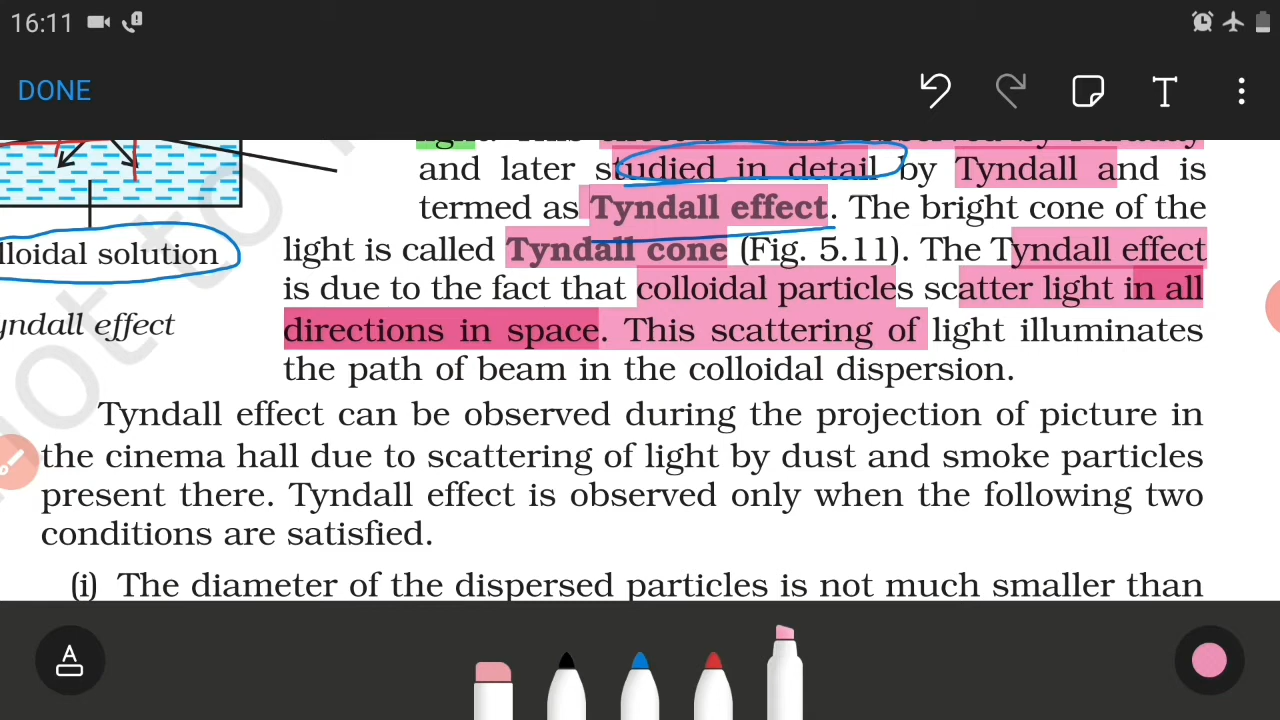 16:11
DONE
T
and later studied in detail by Tyndall and is
termed as Tyndall effect. The bright cone of the
lloidal solution
light is called Tyndall cone (Fig. 5.11). The Tyndall effect
is due to the fact that colloidal particles scatter light in all
yndall effect
directions in space. This scattering of light illuminates
the path of beam in the colloidal dispersion.
not to
Tyndall effect can be observed during the projection of picture in
the cinema hall due to scattering of light by dust and smoke particles
present there. Tyndall effect is observed only when the following two
conditions are satisfied.
(i) The diameter of the dispersed particles is not much smaller than
A